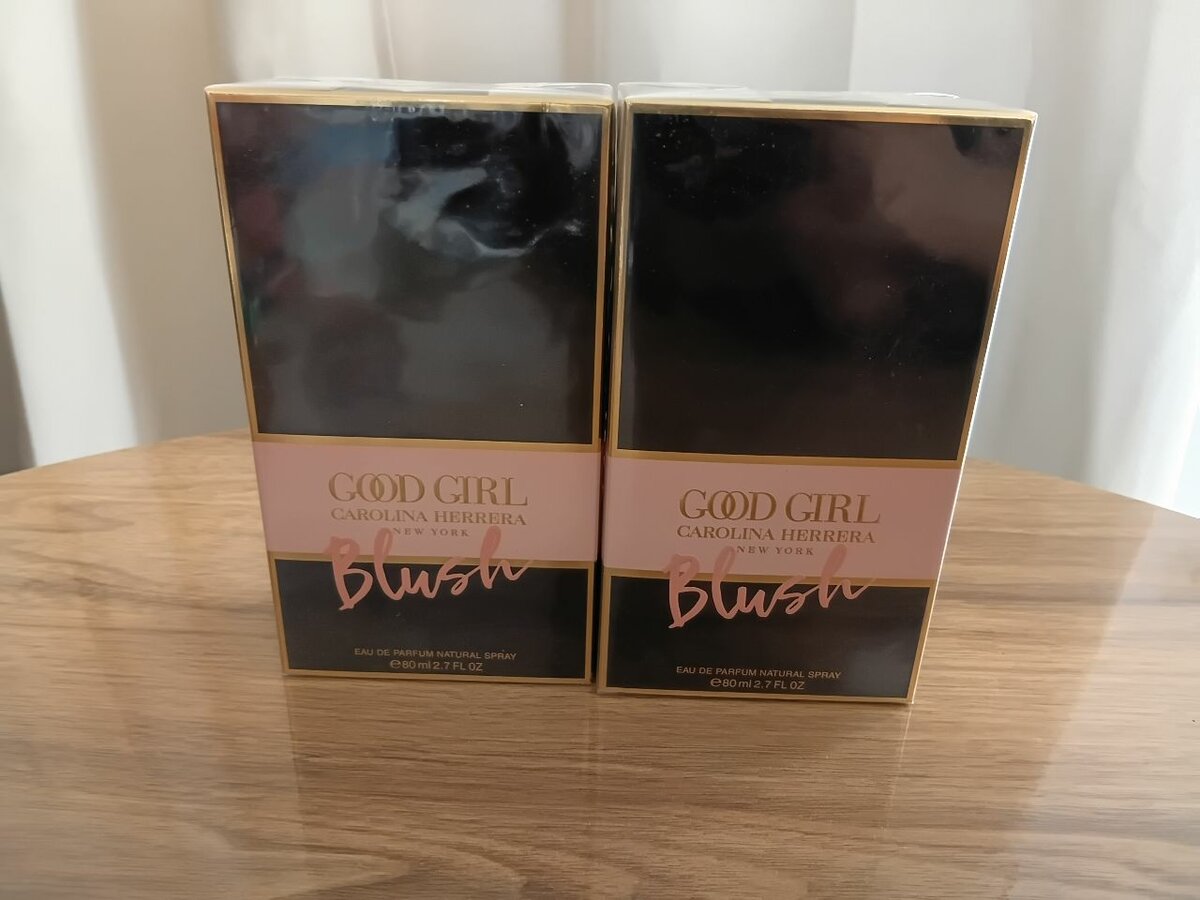 GOOD GIRL
CAROLINA HERRERA
NEW YORK
Blush
EAU DE PARFUM NATURAL SPRAY
℮80 ml 2.7 FL OZ
GOOD GIRL
CAROLINA HERRERA
NEW YORK
Blush
EAU DE PARFUM NATURAL SPRAY
℮80 ml 2.7 FL OZ